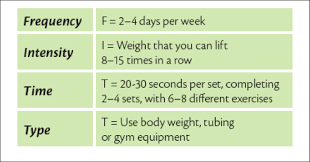 Frequency
F = 2–4 days per week
Intensity
I = Weight that you can lift
8–15 times in a row
Time
T = 20-30 seconds per set, completing
2–4 sets, with 6–8 different exercises
Type
T = Use body weight, tubing
or gym equipment